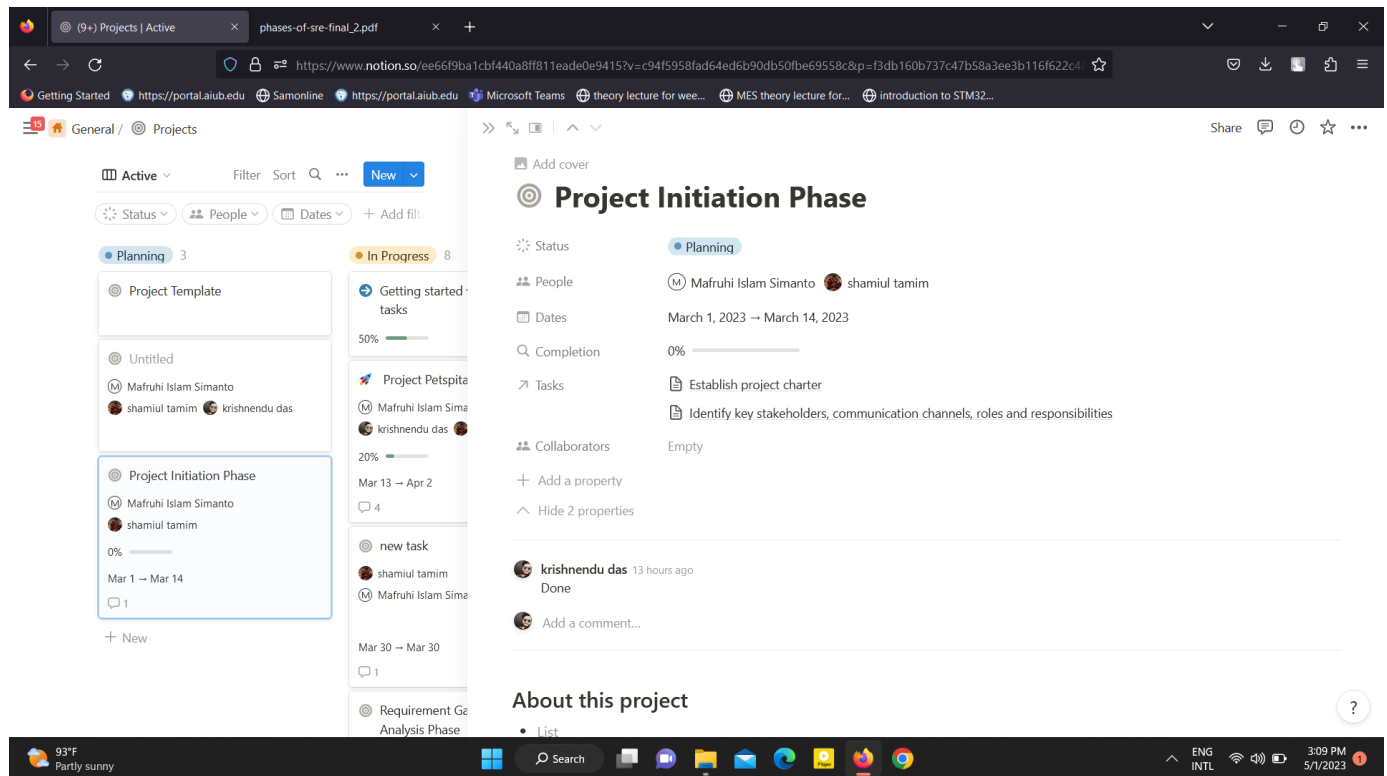 (9+) Projects | Active
phases-of-sre-final_2.pdf
https://www.notion.so/ee66f9ba1cbf440a8ff811eade0e9415?v=c94f5958fad64ed6b90db50fbe69558c&p=f3db160b737c47b58a3ee3b116f622c4
Getting Started https://portal.aiub.edu Samonline https://portal.aiub.edu Microsoft Teams theory lecture for wee... MES theory lecture for... introduction to STM32...
15 General / Projects
Active Filter Sort New
Status People Dates Add filt
Planning 3
Project Template
Untitled
Mafruhi Islam Simanto
shamiul tamim krishnendu das
Project Initiation Phase
Mafruhi Islam Simanto
shamiul tamim
0%
Mar 1 → Mar 14
1
+ New
In Progress 8
Getting started
tasks
50%
Project Petspita
Mafruhi Islam Sima
krishnendu das
20%
Mar 13 → Apr 2
4
new task
shamiul tamim
Mafruhi Islam Sima
Mar 30 → Mar 30
1
Requirement Ga
Analysis Phase
Share
Add cover
Project Initiation Phase
Status Planning
People M Mafruhi Islam Simanto shamiul tamim
Dates March 1, 2023 → March 14, 2023
Completion 0%
Tasks Establish project charter
Identify key stakeholders, communication channels, roles and responsibilities
Collaborators Empty
+ Add a property
Hide 2 properties
krishnendu das 13 hours ago
Done
Add a comment...
About this project
• List
?
93°F
Partly sunny
Search
ENG
INTL
3:09 PM
5/1/2023
1